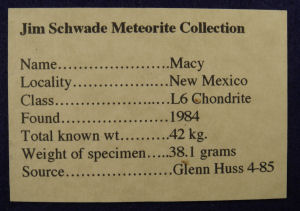 Jim Schwade Meteorite Collection
Name........................Macy
Locality.....................New Mexico
Class.........................L6 Chondrite
Found.......................1984
Total known wt.........42 kg.
Weight of specimen.....38.1 grams
Source......................Glenn Huss 4-85